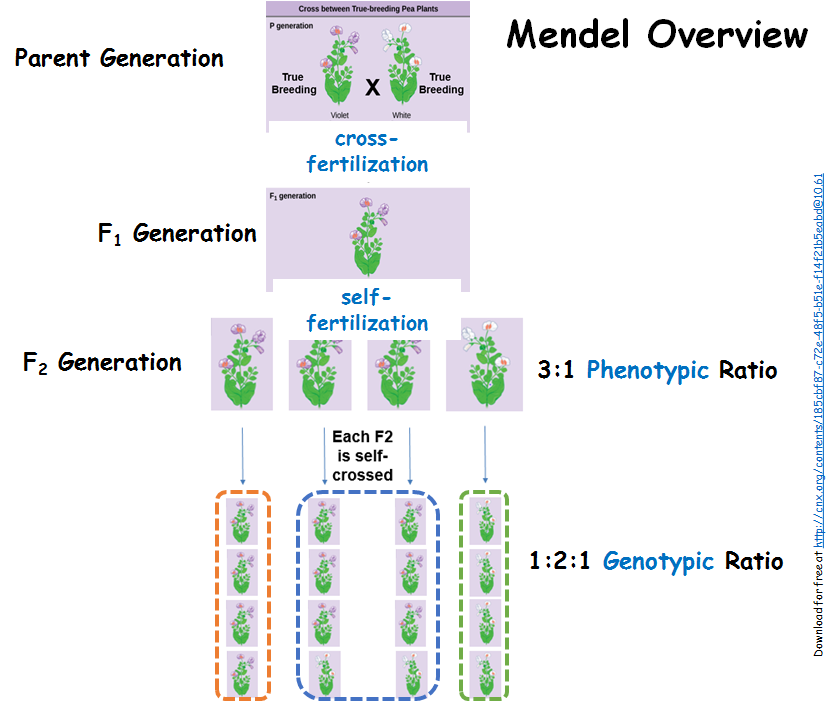 Mendel Overview
Cross between True-breeding Pea Plants
Parent Generation
P generation
True
Breeding
X
True
Breeding
Violet
White
cross-
fertilization
F₁ generation
F₁ Generation
self-
fertilization
F₂ Generation
3:1 Phenotypic Ratio
Each F2
is self-
crossed
1:2:1 Genotypic Ratio
Download for free at http://cnx.org/contents/185cbf87-c72e-48f5-b51e-f14f21b5eabd@10.61